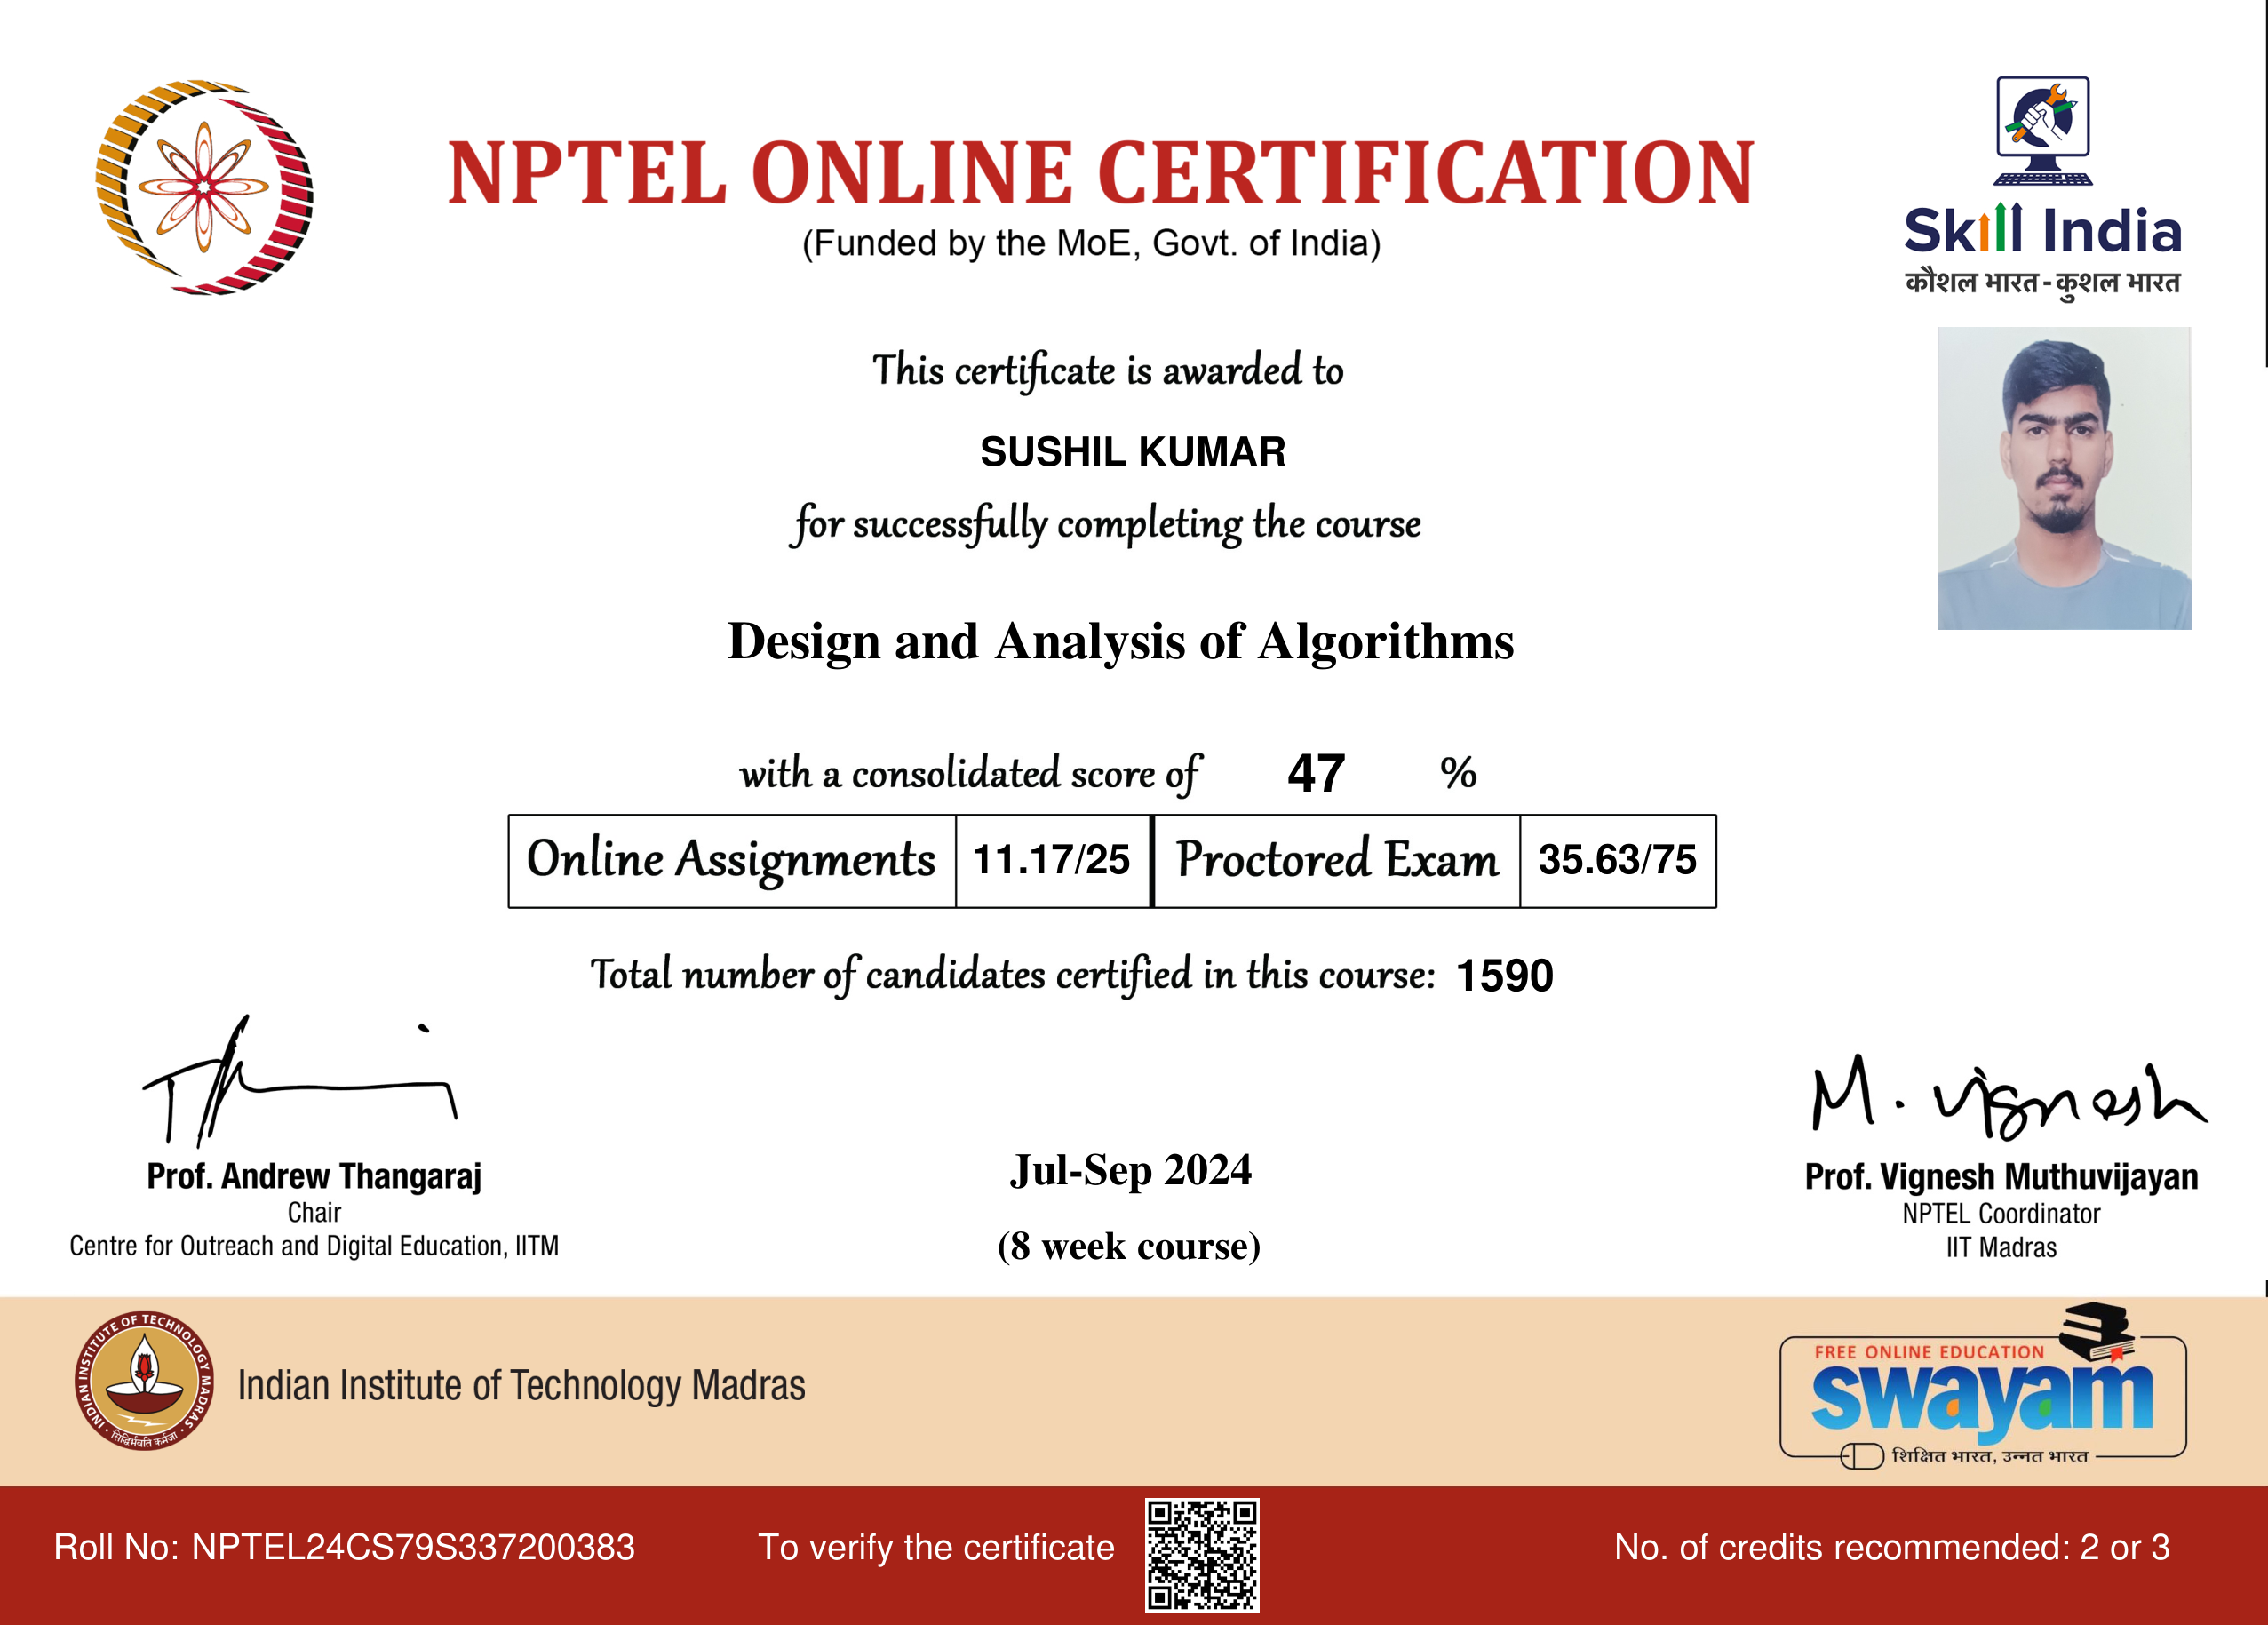 NPTEL ONLINE CERTIFICATION
(Funded by the MoE, Govt. of India)
Skill India
कौशल भारत - कुशल भारत
This certificate is awarded to
SUSHIL KUMAR
for successfully completing the course
Design and Analysis of Algorithms
with a consolidated score of 47 %
Online Assignments 11.17/25 Proctored Exam 35.63/75
Total number of candidates certified in this course: 1590
M. Vignesh
Prof. Andrew Thangaraj
Chair
Centre for Outreach and Digital Education, IITM
Jul-Sep 2024
(8 week course)
Prof. Vignesh Muthuvijayan
NPTEL Coordinator
IIT Madras
INDIAN INSTITUTE OF TECHNOLOGY MADRAS
सिद्धिर्भवति कर्मजा
Indian Institute of Technology Madras
FREE ONLINE EDUCATION
swayam
शिक्षित भारत, उन्नत भारत
Roll No: NPTEL24CS79S337200383
To verify the certificate
No. of credits recommended: 2 or 3